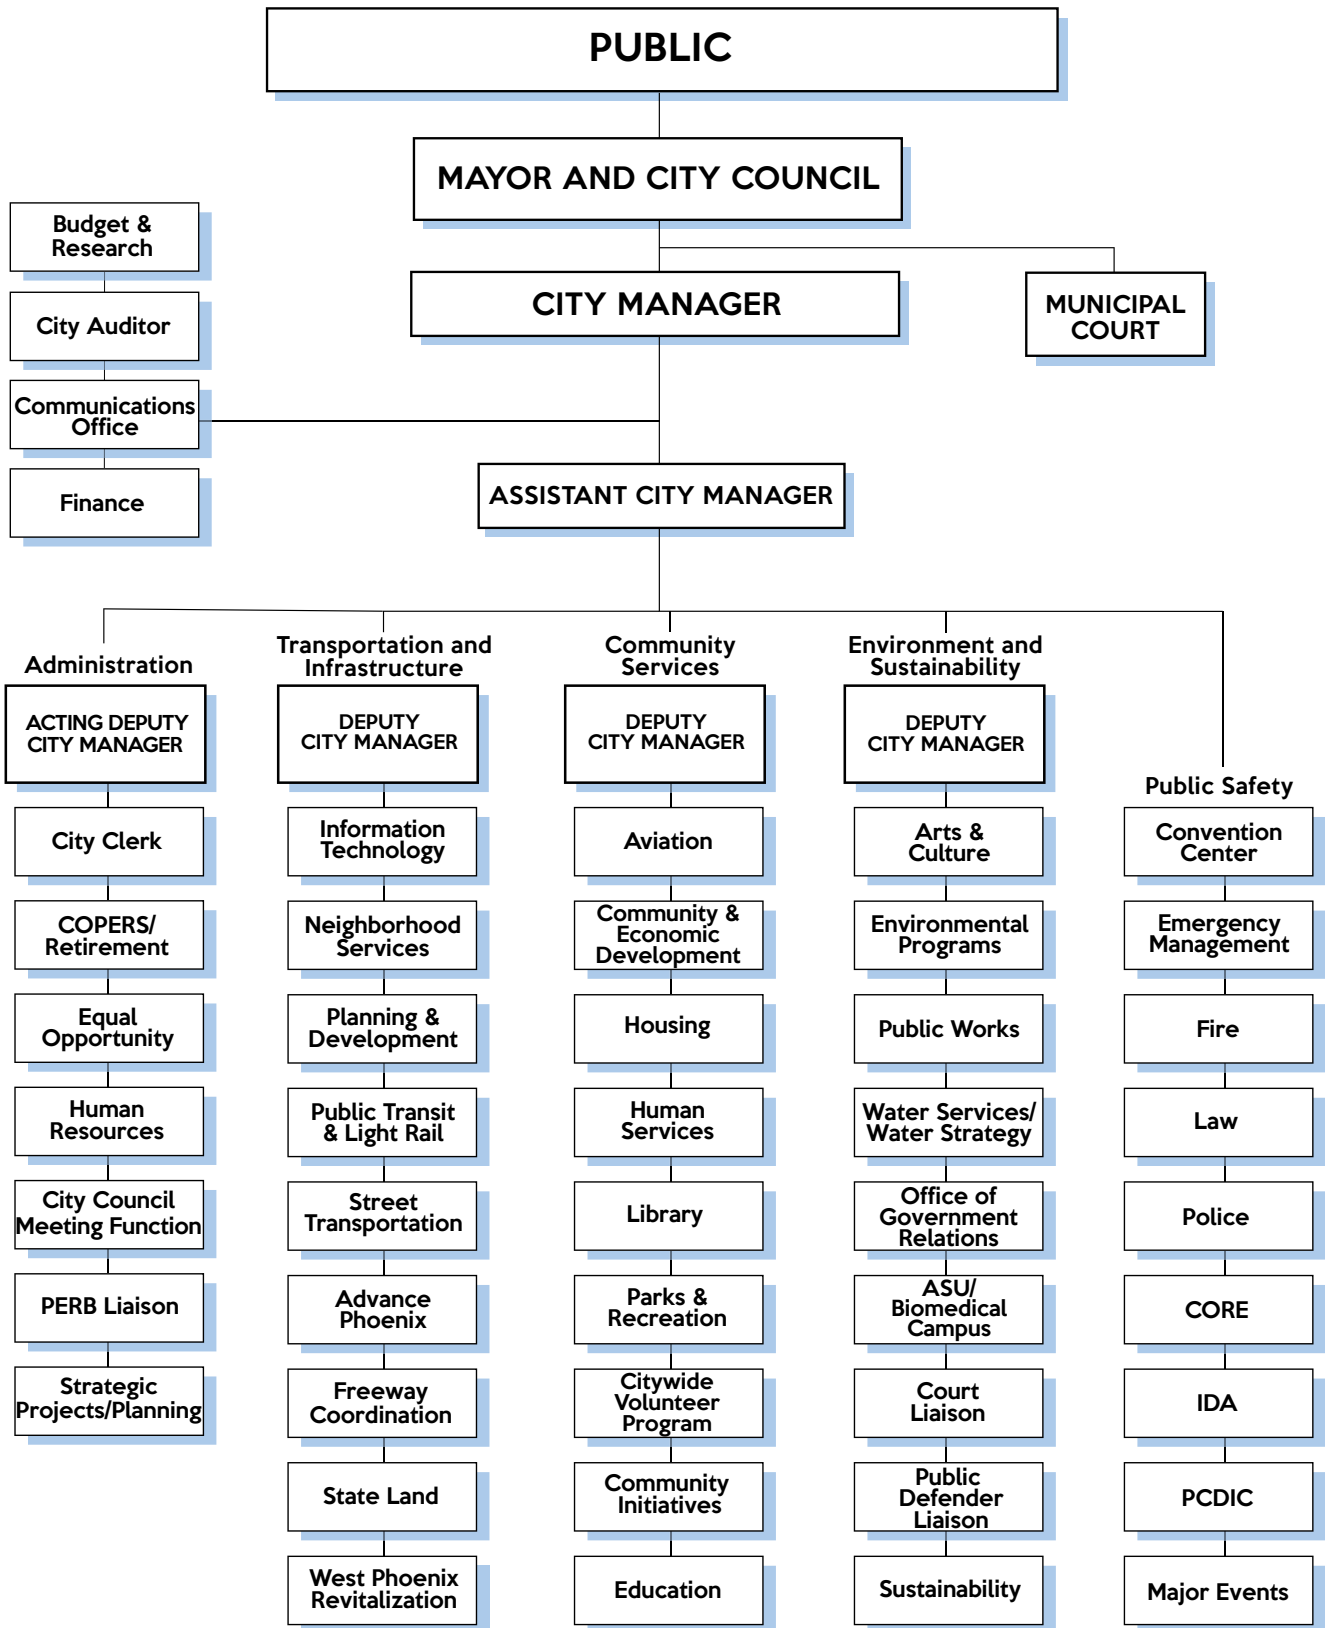 PUBLIC
MAYOR AND CITY COUNCIL
Budget &
Research
City Auditor
Communications
Office
Finance
CITY MANAGER
MUNICIPAL
COURT
ASSISTANT CITY MANAGER
Administration
ACTING DEPUTY
CITY MANAGER
City Clerk
COPERS/
Retirement
Equal
Opportunity
Human
Resources
City Council
Meeting Function
PERB Liaison
Strategic
Projects/Planning
Transportation and
Infrastructure
DEPUTY
CITY MANAGER
Information
Technology
Neighborhood
Services
Planning &
Development
Public Transit
& Light Rail
Street
Transportation
Advance
Phoenix
Freeway
Coordination
State Land
West Phoenix
Revitalization
Community
Services
DEPUTY
CITY MANAGER
Aviation
Community &
Economic
Development
Housing
Human
Services
Library
Parks &
Recreation
Citywide
Volunteer
Program
Community
Initiatives
Education
Environment and
Sustainability
DEPUTY
CITY MANAGER
Arts &
Culture
Environmental
Programs
Public Works
Water Services/
Water Strategy
Office of
Government
Relations
ASU/
Biomedical
Campus
Court
Liaison
Public
Defender
Liaison
Sustainability
Public Safety
Convention
Center
Emergency
Management
Fire
Law
Police
CORE
IDA
PCDIC
Major Events